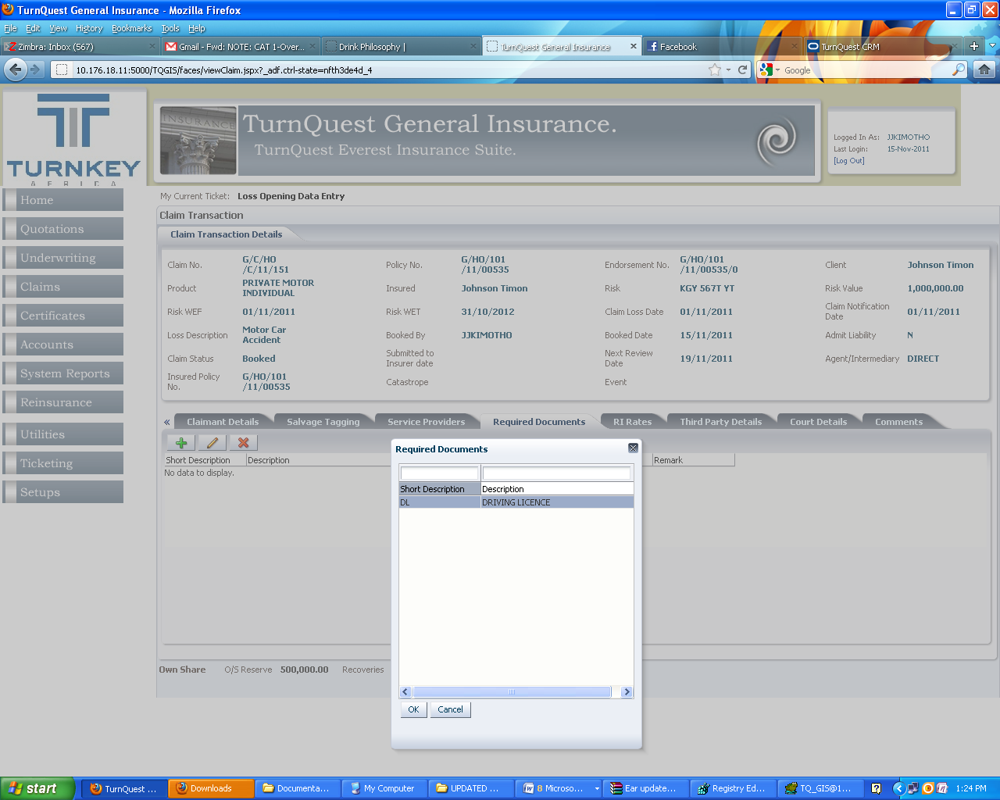 TurnQuest General Insurance - Mozilla Firefox
File Edit View History Bookmarks Tools Help
Zimbra: Inbox (567)
Gmail - Fwd: NOTE: CAT 1-Over...
Drink Philosophy |
TurnQuest General Insurance
Facebook
TurnQuest CRM
10.176.18.11:5000/TQGIS/faces/viewClaim.jspx?_adf.ctrl-state=nfth3de4d_4
Google
TURNKEY
AFRICA
INSURANCE
TurnQuest General Insurance.
TurnQuest Everest Insurance Suite.
Logged In As: JJKIMOTHO
Last Login: 15-Nov-2011
[Log Out]
Home
Quotations
Underwriting
Claims
Certificates
Accounts
System Reports
Reinsurance
Utilities
Ticketing
Setups
My Current Ticket: Loss Opening Data Entry
Claim Transaction
Claim Transaction Details
Claim No. G/C/HO/C/11/151 Policy No. G/HO/101/11/00535 Endorsement No. G/HO/101/11/00535/0 Client Johnson Timon
Product PRIVATE MOTOR INDIVIDUAL Insured Johnson Timon Risk KGY 567T YT Risk Value 1,000,000.00
Risk WEF 01/11/2011 Risk WET 31/10/2012 Claim Loss Date 01/11/2011 Claim Notification Date 01/11/2011
Loss Description Motor Car Accident Booked By JJKIMOTHO Booked Date 15/11/2011 Admit Liability N
Claim Status Booked Submitted to Insurer date Next Review Date 19/11/2011 Agent/Intermediary DIRECT
Insured Policy No. G/HO/101/11/00535 Catastrope Event
« Claimant Details Salvage Tagging Service Providers Required Documents RI Rates Third Party Details Court Details Comments
Short Description Description Remark
No data to display.
Required Documents
Short Description Description
DL DRIVING LICENCE
OK Cancel
Own Share O/S Reserve 500,000.00 Recoveries
start
TurnQuest ...
Downloads
Documenta...
My Computer
UPDATED ...
8 Microso...
Ear update...
Registry Ed...
TQ_GIS@1...
1:24 PM